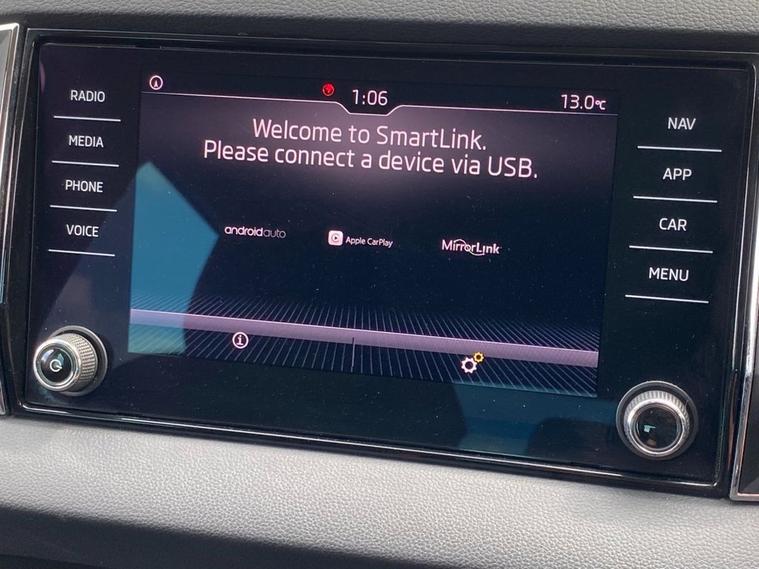 RADIO
MEDIA
PHONE
VOICE
1:06
13.0°C
Welcome to SmartLink.
Please connect a device via USB.
androidauto
Apple CarPlay
MirrorLink
NAV
APP
CAR
MENU